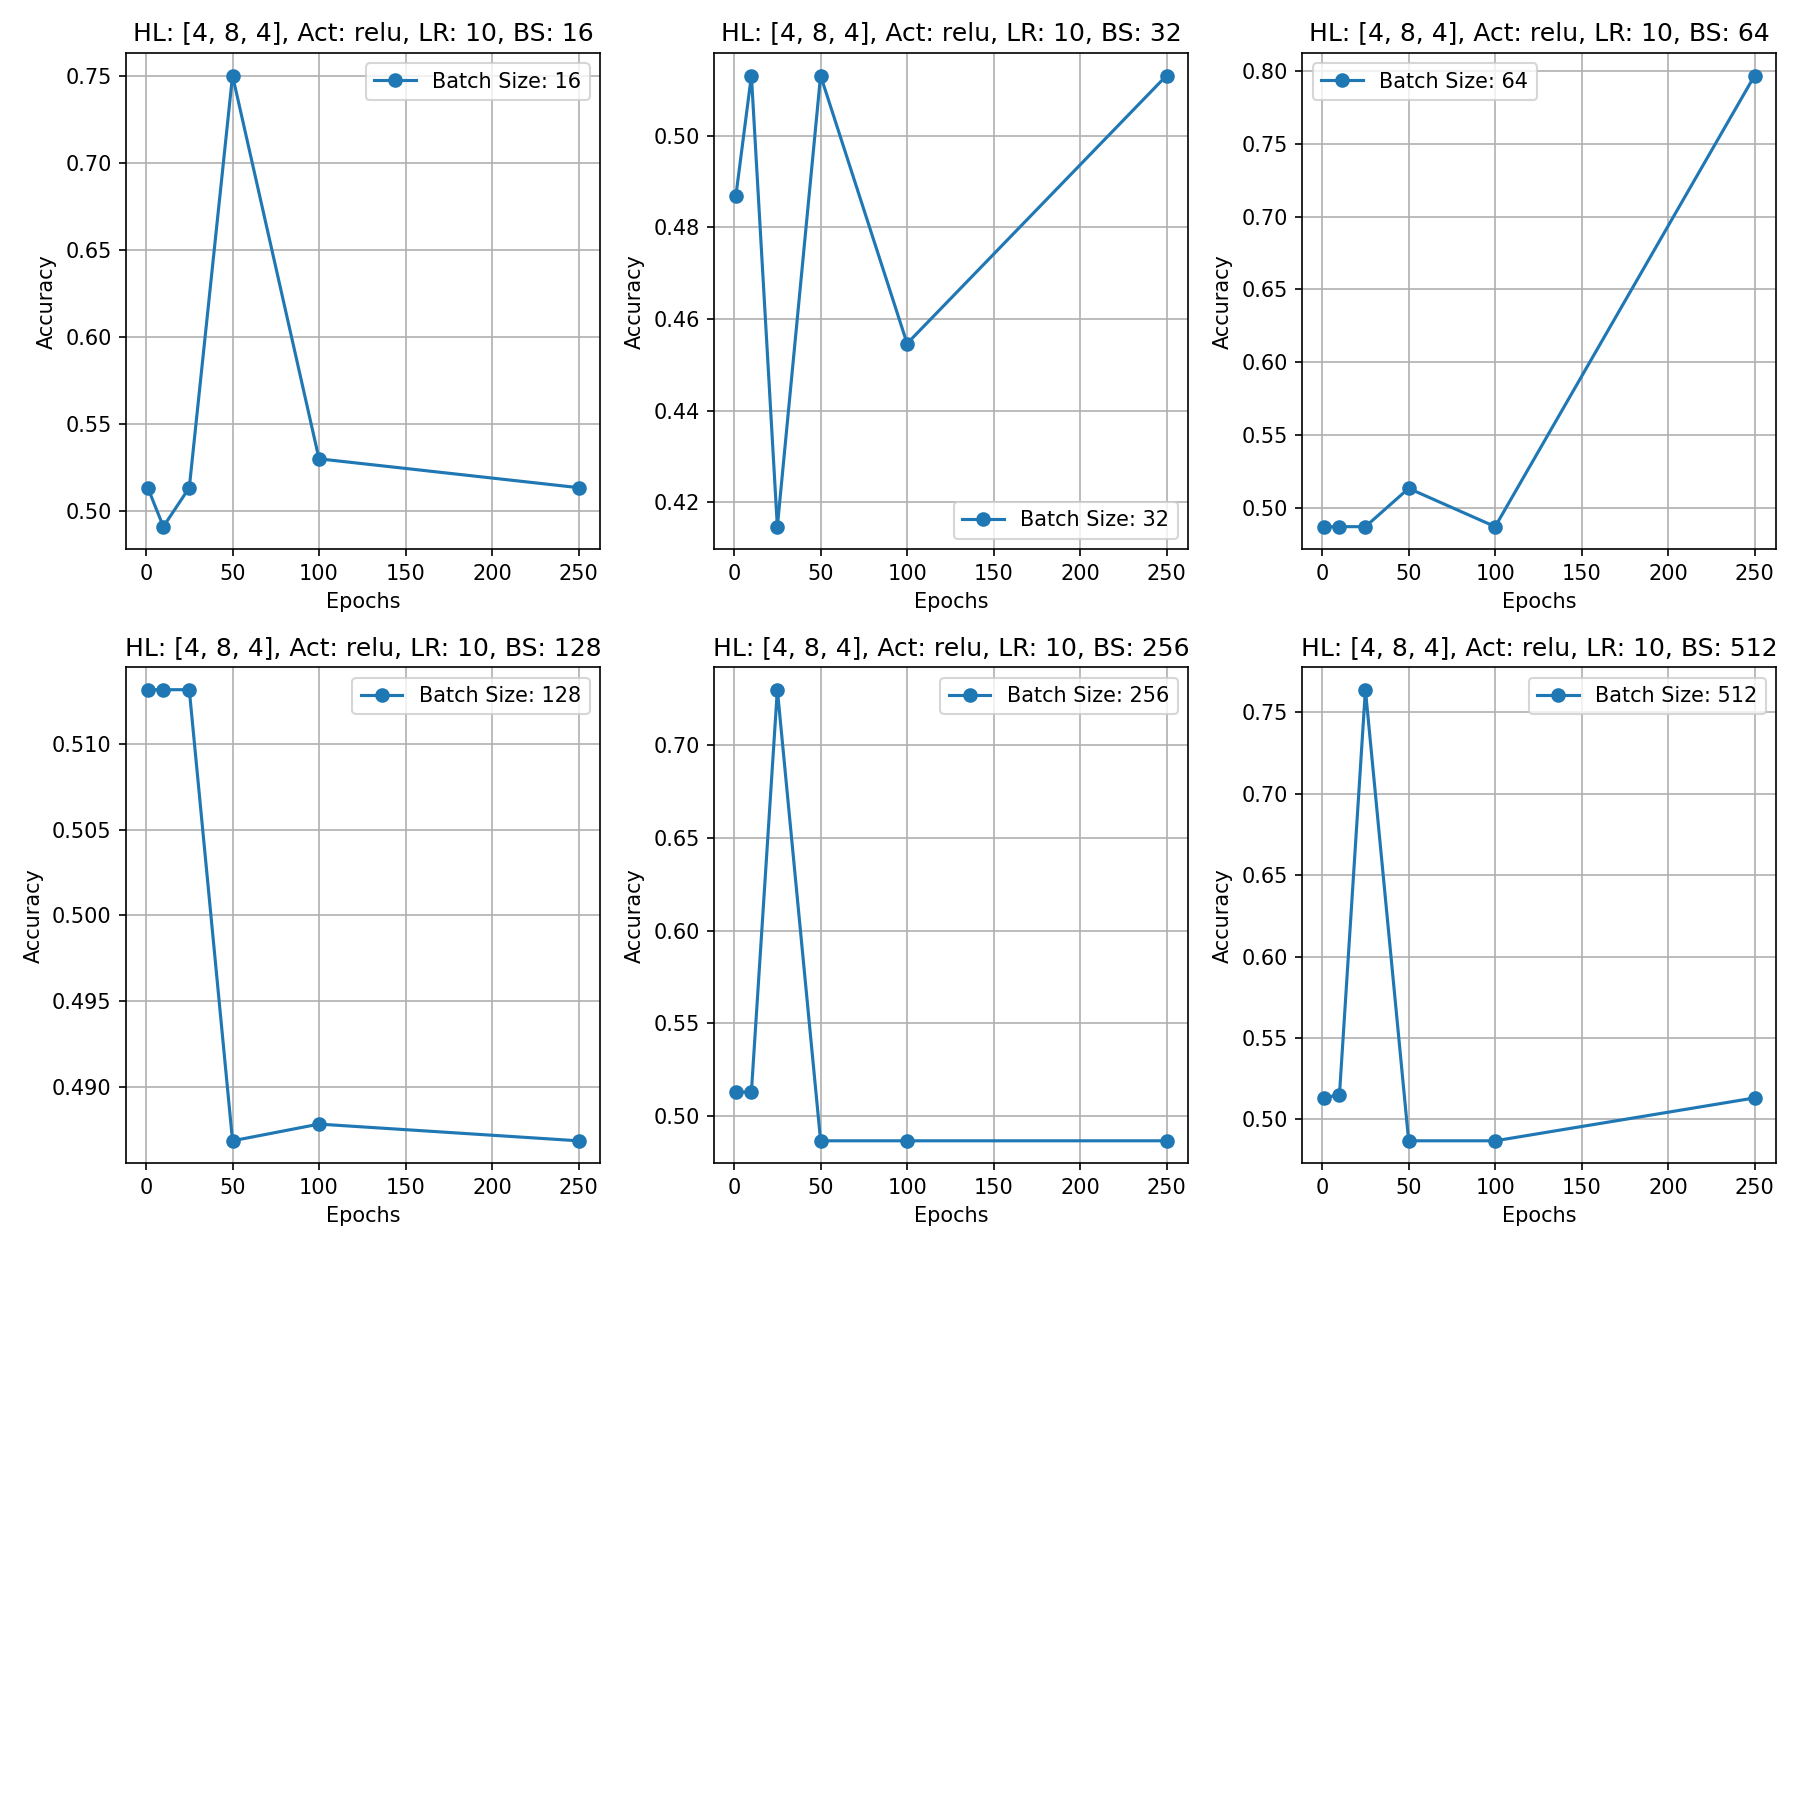 HL: [4, 8, 4], Act: relu, LR: 10, BS: 16
Batch Size: 16
Accuracy
0.75
0.70
0.65
0.60
0.55
0.50
0 50 100 150 200 250
Epochs
HL: [4, 8, 4], Act: relu, LR: 10, BS: 32
Batch Size: 32
Accuracy
0.50
0.48
0.46
0.44
0.42
0 50 100 150 200 250
Epochs
HL: [4, 8, 4], Act: relu, LR: 10, BS: 64
Batch Size: 64
Accuracy
0.80
0.75
0.70
0.65
0.60
0.55
0.50
0 50 100 150 200 250
Epochs
HL: [4, 8, 4], Act: relu, LR: 10, BS: 128
Batch Size: 128
Accuracy
0.510
0.505
0.500
0.495
0.490
0 50 100 150 200 250
Epochs
HL: [4, 8, 4], Act: relu, LR: 10, BS: 256
Batch Size: 256
Accuracy
0.70
0.65
0.60
0.55
0.50
0 50 100 150 200 250
Epochs
HL: [4, 8, 4], Act: relu, LR: 10, BS: 512
Batch Size: 512
Accuracy
0.75
0.70
0.65
0.60
0.55
0.50
0 50 100 150 200 250
Epochs